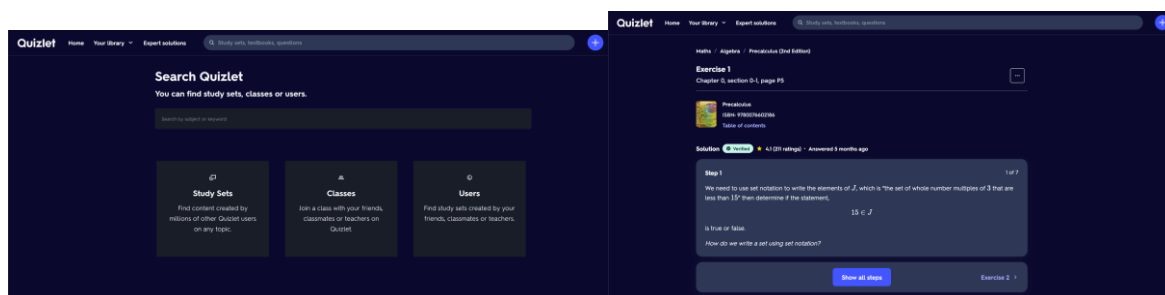 Quizlet Home Your library Expert solutions Study sets, textbooks, questions
Search Quizlet
You can find study sets, classes or users.
Search by subject or keyword
Study Sets
Find content created by
millions of other Quizlet users
on any topic.
Classes
Join a class with your friends,
classmates or teachers on
Quizlet.
Users
Find study sets created by your
friends, classmates or teachers.
Quizlet Home Your library Expert solutions Study sets, textbooks, questions
Maths / Algebra / Precalculus (2nd Edition)
Exercise 1
Chapter 0, section 0-1, page P5
Precalculus
ISBN: 9780076602186
Table of contents
Solution Verified 4.1 (211 ratings) • Answered 5 months ago
Step 1 1 of 7
We need to use set notation to write the elements of J, which is "the set of whole number multiples of 3 that are
less than 15" then determine if the statement,
15 ∈ J
is true or false.
How do we write a set using set notation?
Show all steps
Exercise 2